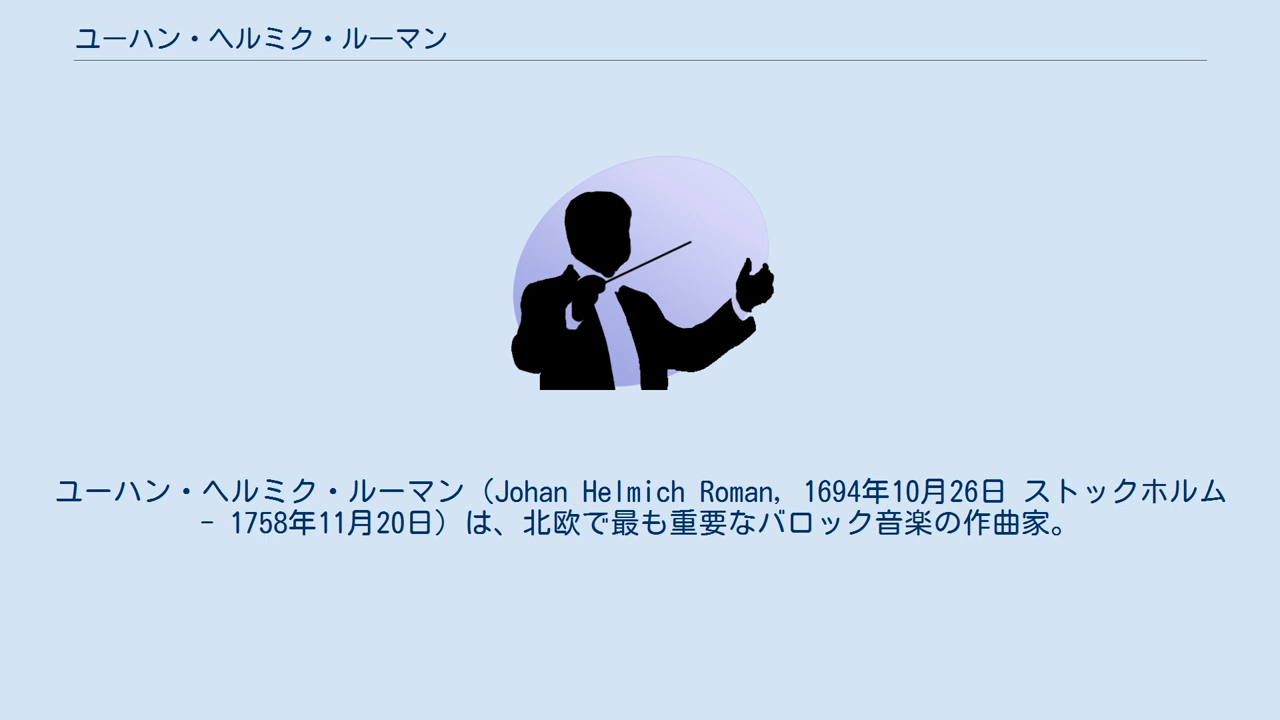 ユーハン・ヘルミク・ルーマン
ユーハン・ヘルミク・ルーマン（Johan Helmich Roman, 1694年10月26日 ストックホルム
- 1758年11月20日）は、北欧で最も重要なバロック音楽の作曲家。